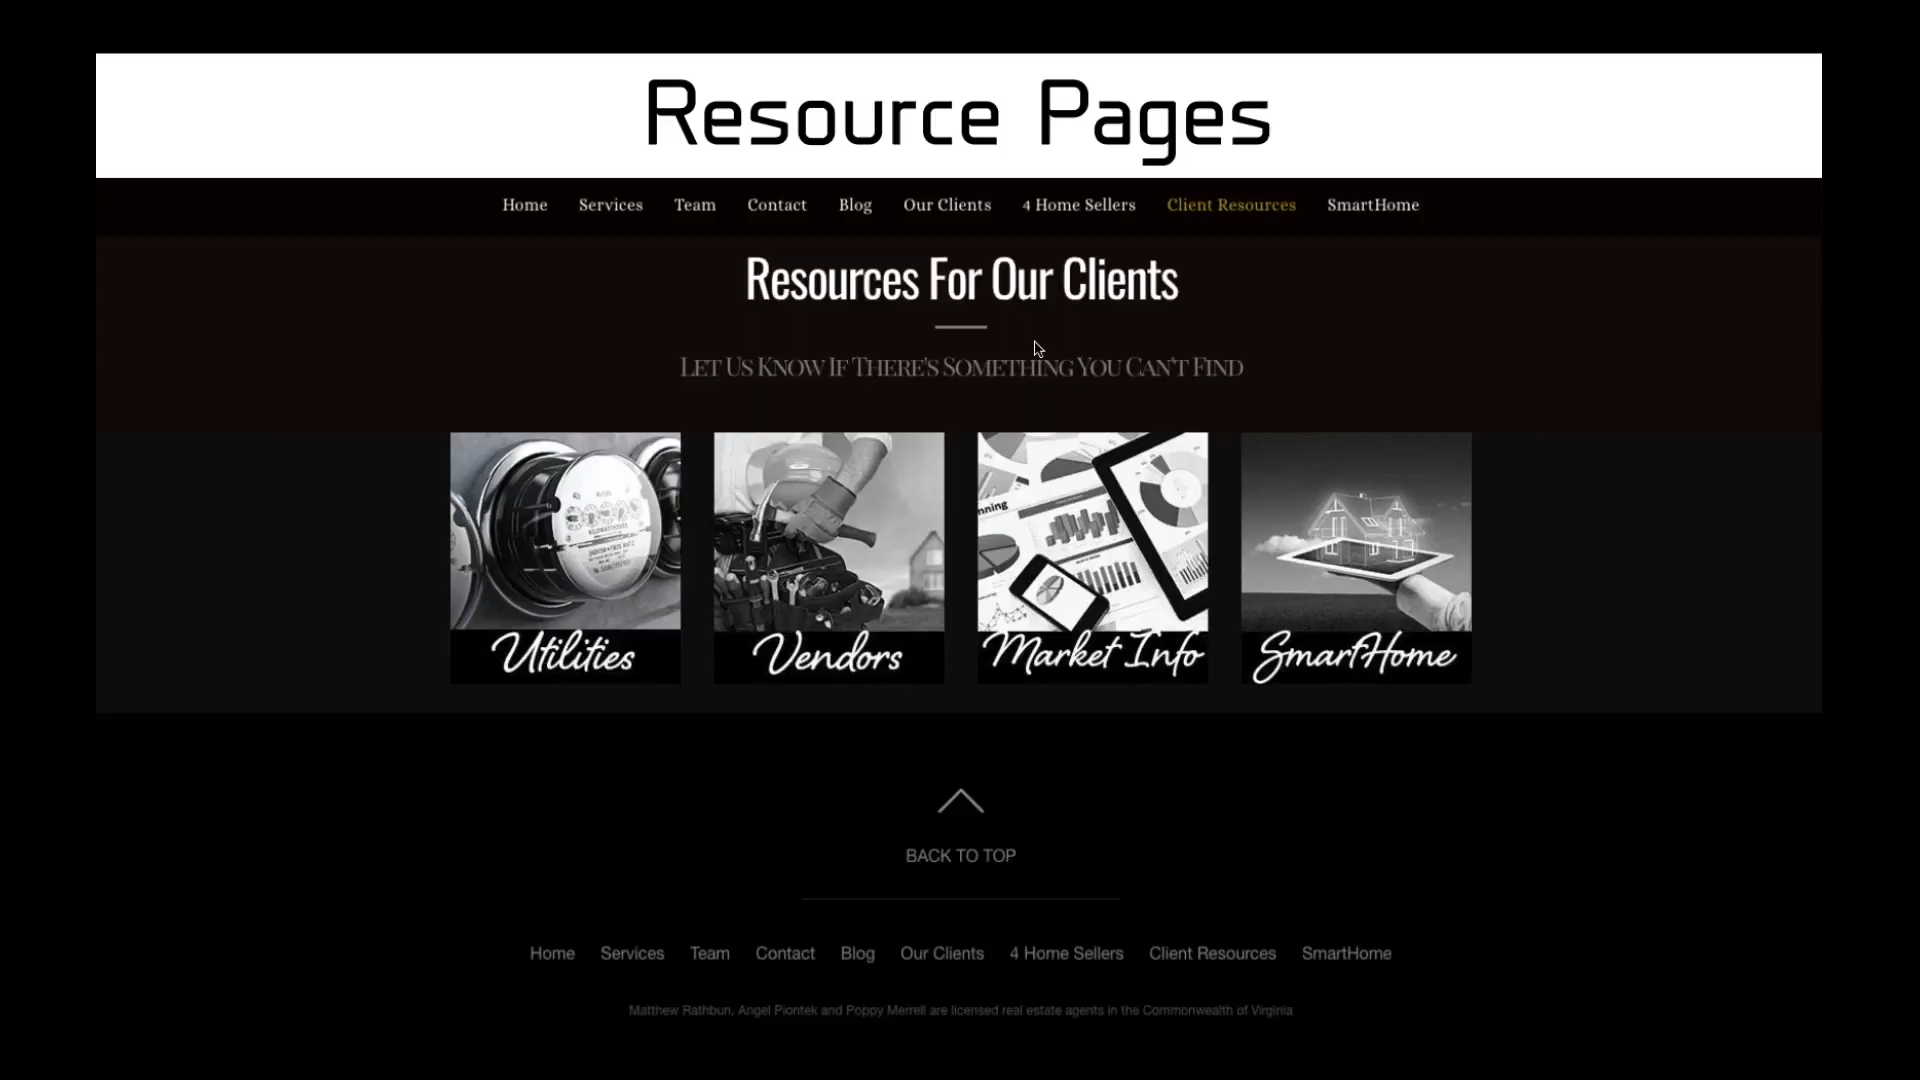 Resource Pages
Home Services Team Contact Blog Our Clients 4 Home Sellers Client Resources SmartHome
Resources For Our Clients
Let Us Know If There's Something You Can't Find
nning
Utilities Vendors Market Info SmartHome
BACK TO TOP
Home Services Team Contact Blog Our Clients 4 Home Sellers Client Resources SmartHome
Matthew Rathbun, Angel Piontek and Poppy Merrell are licensed real estate agents in the Commonwealth of Virginia